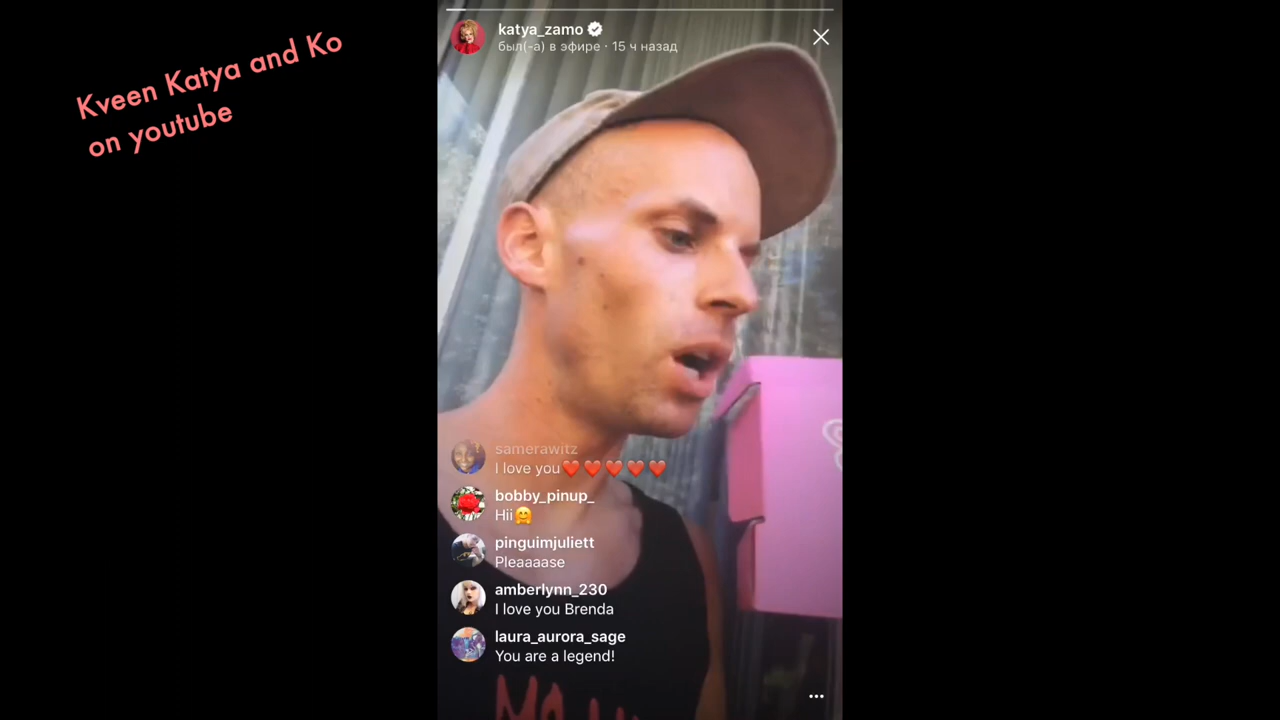 Kveen Katya and Ko
on youtube
katya_zamo
был(-а) в эфире · 15 ч назад
samerawitz
I love you❤️❤️❤️❤️❤️
bobby_pinup_
Hii🤗
pinguimjuliett
Pleaaaase
amberlynn_230
I love you Brenda
laura_aurora_sage
You are a legend!